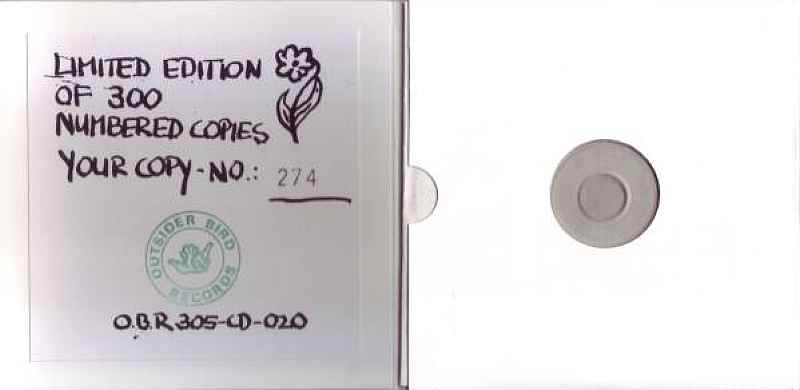 LIMITED EDITION
OF 300
NUMBERED COPIES
YOUR COPY-NO.: 274
OUTSIDER BIRD
RECORDS
O.B.R 305-CD-020